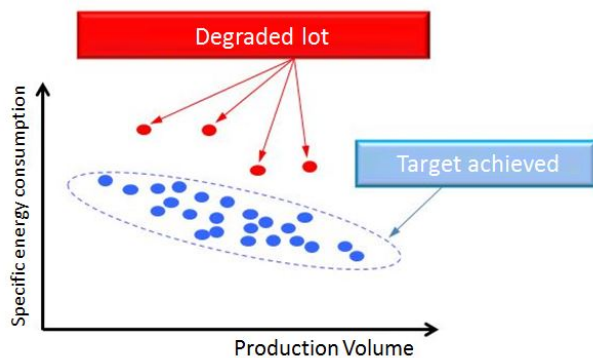 Degraded lot
Target achieved
Specific energy consumption
Production Volume